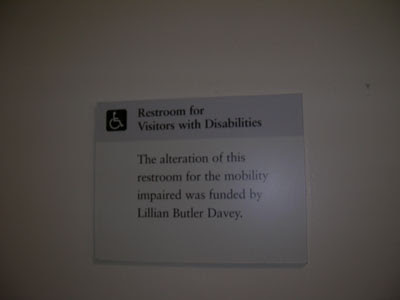 Restroom for
Visitors with Disabilities
The alteration of this
restroom for the mobility
impaired was funded by
Lillian Butler Davey.